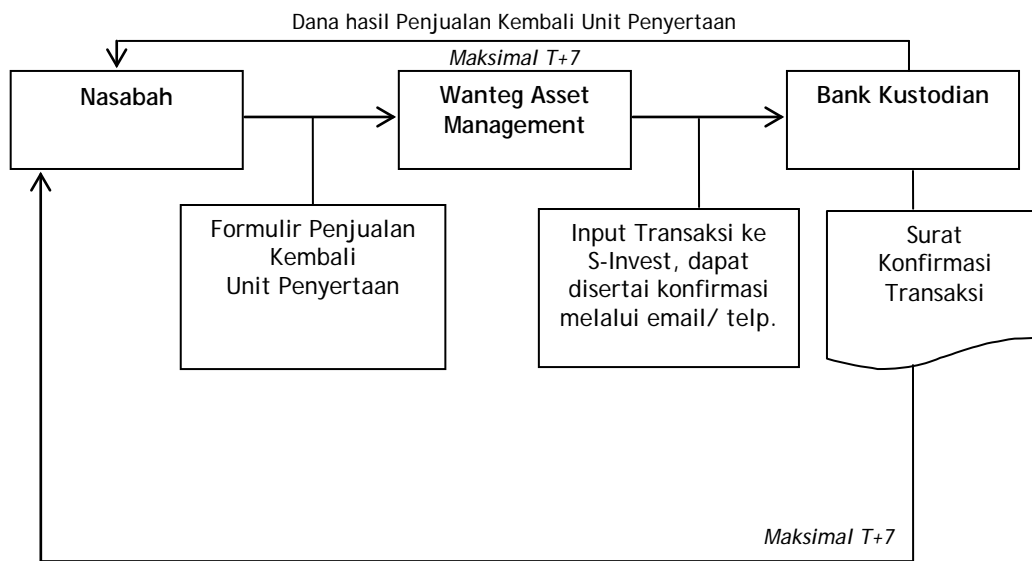 Dana hasil Penjualan Kembali Unit Penyertaan
Maksimal T+7
Nasabah
Wanteg Asset
Management
Bank Kustodian
Formulir Penjualan
Kembali
Unit Penyertaan
Input Transaksi ke
S-Invest, dapat
disertai konfirmasi
melalui email/ telp.
Surat
Konfirmasi
Transaksi
Maksimal T+7